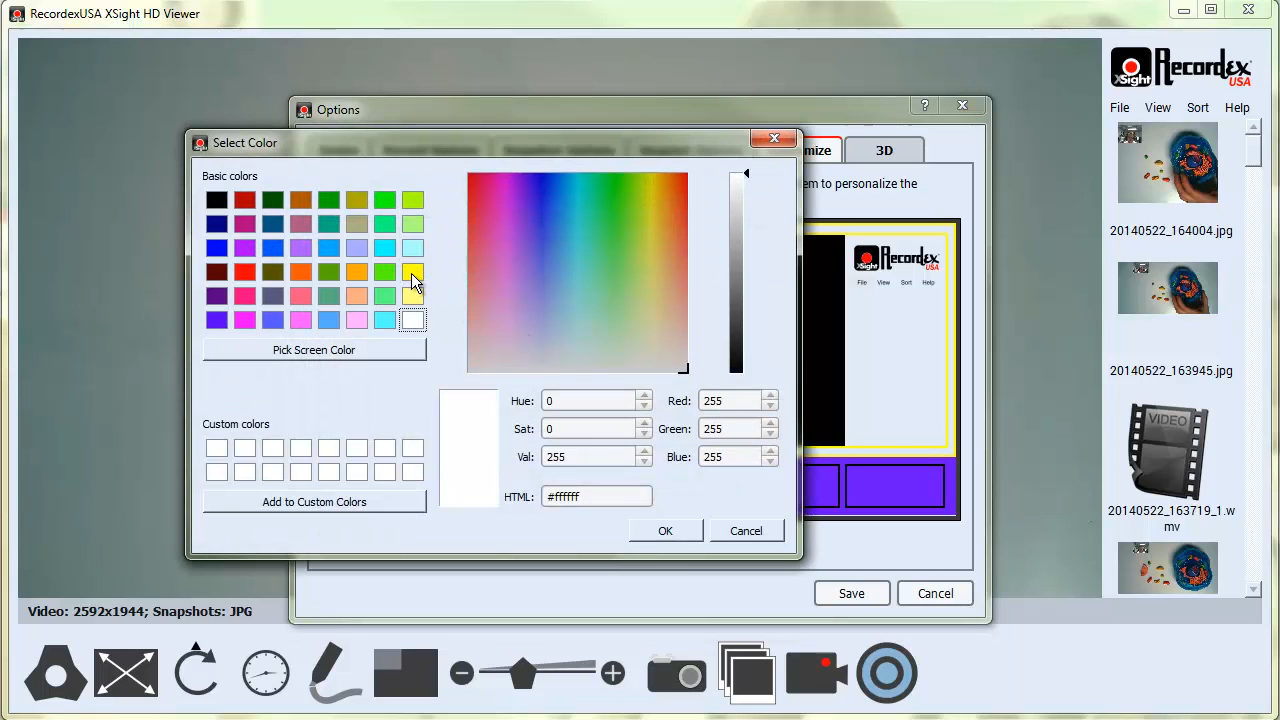 RecordexUSA XSight HD Viewer
XSight Recordex USA
File View Sort Help
Options
Select Color
mize
3D
em to personalize the
Basic colors
Pick Screen Color
Custom colors
Add to Custom Colors
Hue: 0
Red: 255
Sat: 0
Green: 255
Val: 255
Blue: 255
HTML: #ffffff
OK
Cancel
XSight Recordex USA
File View Sort Help
Save
Cancel
20140522_164004.jpg
20140522_163945.jpg
VIDEO
20140522_163719_1.w
mv
Video: 2592x1944; Snapshots: JPG